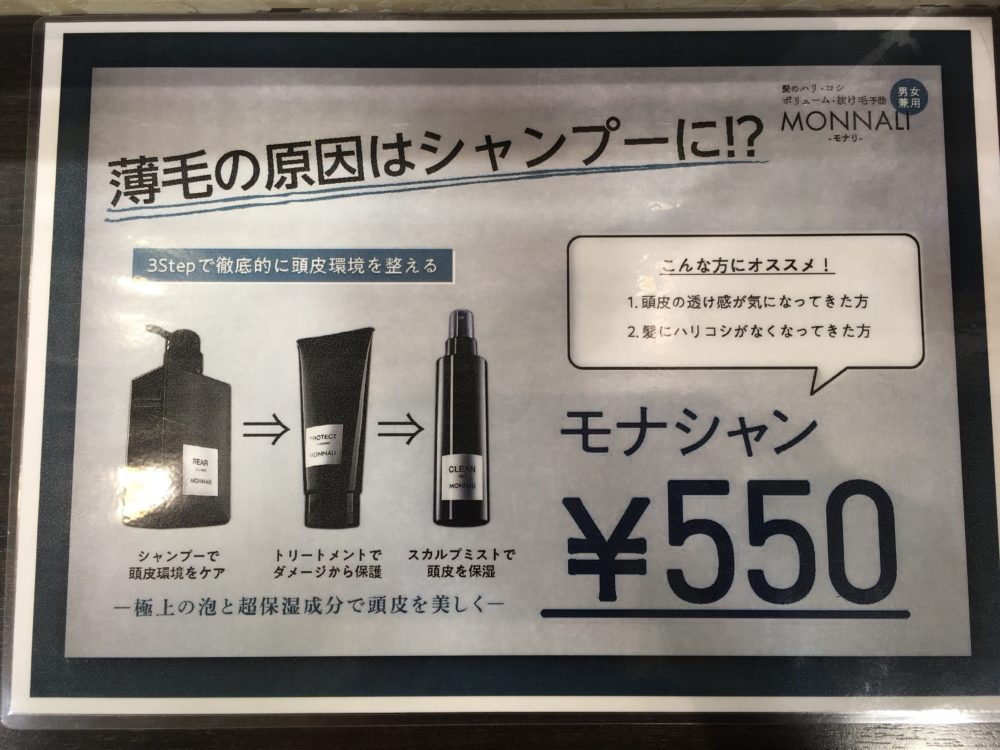 髪のハリ・コシ
ボリューム・抜け毛予防
男女
兼用
MONNALI
-モナリ-
薄毛の原因はシャンプーに!?
3Stepで徹底的に頭皮環境を整える
こんな方にオススメ！
1.頭皮の透け感が気になってきた方
2.髪にハリコシがなくなってきた方
REAR
MONNALI
⇒
PROTECT
MONNALI
⇒
CLEAN
MONNALI
シャンプーで
頭皮環境をケア
トリートメントで
ダメージから保護
スカルプミストで
頭皮を保湿
―極上の泡と超保湿成分で頭皮を美しく―
モナシャン
¥550